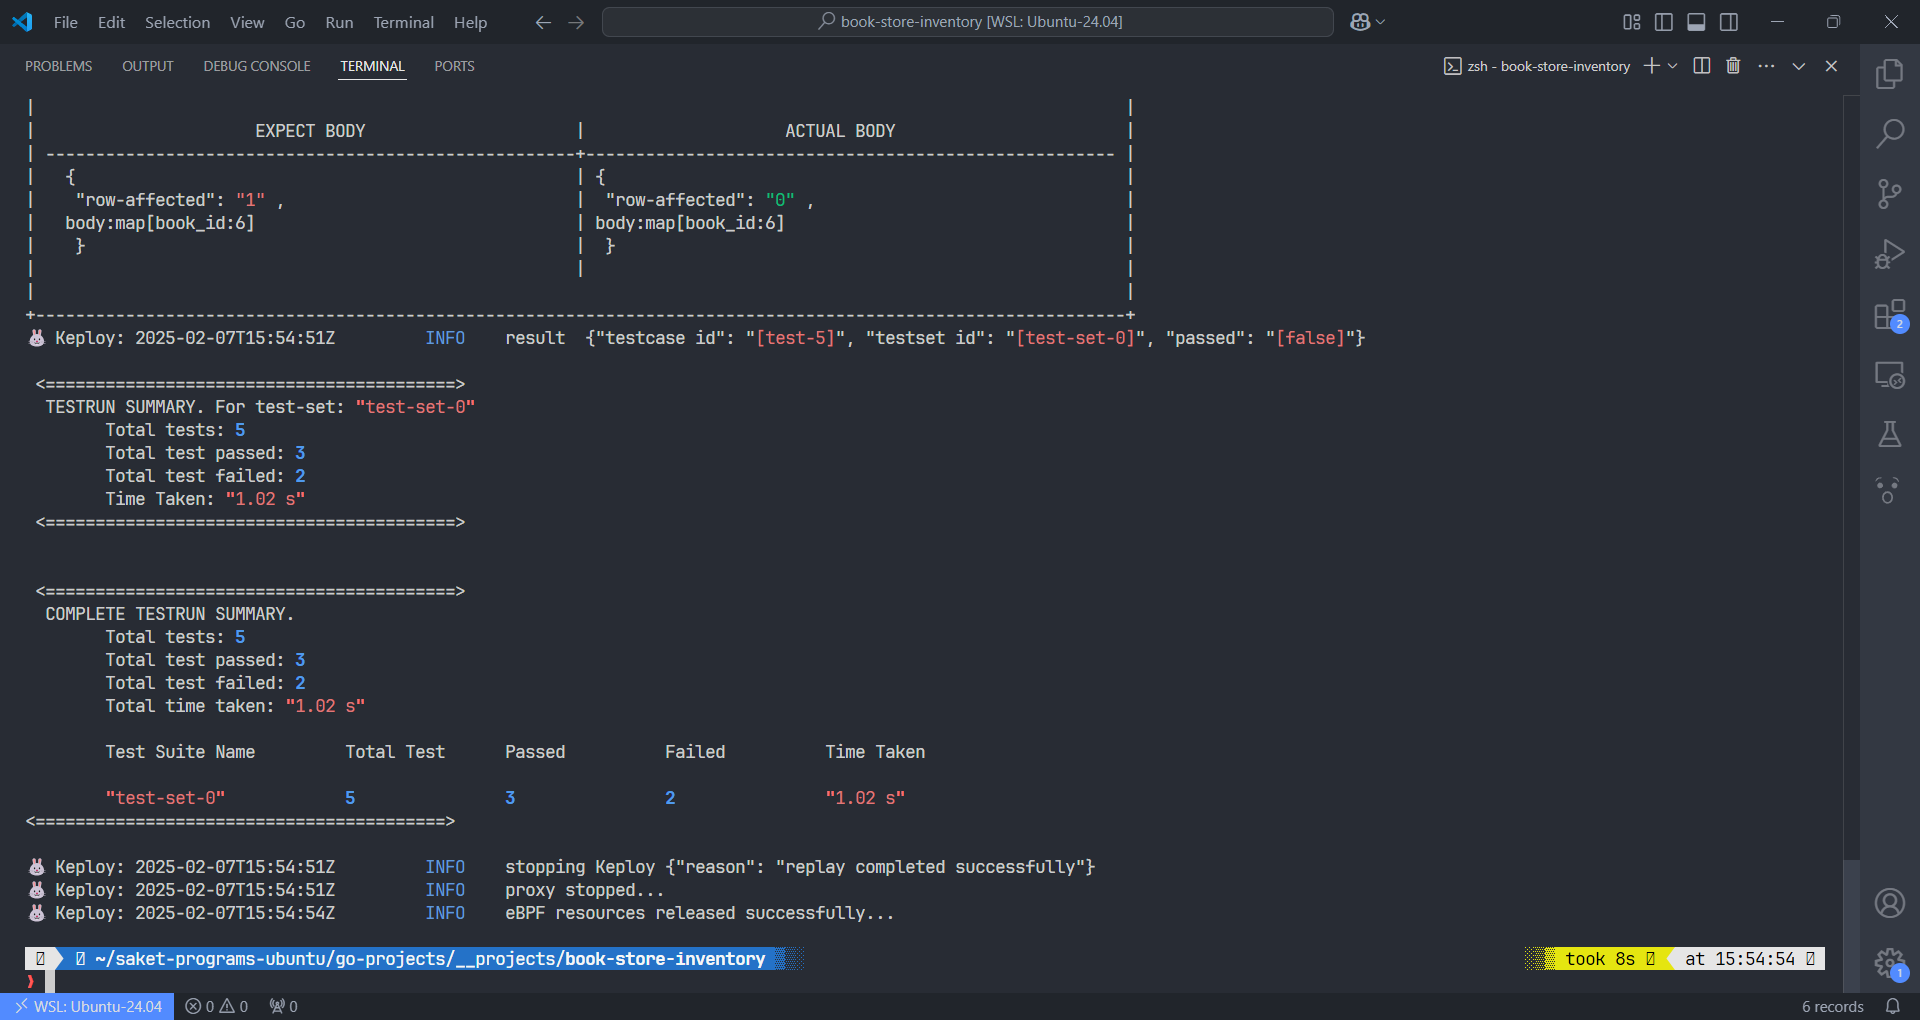 File Edit Selection View Go Run Terminal Help
book-store-inventory [WSL: Ubuntu-24.04]
PROBLEMS OUTPUT DEBUG CONSOLE TERMINAL PORTS
zsh - book-store-inventory
|                                                                                                             |
|                      EXPECT BODY                     |                    ACTUAL BODY                       |
| -----------------------------------------------------+----------------------------------------------------- |
|   {                                                  | {                                                    |
|    "row-affected": "1" ,                             |  "row-affected": "0" ,                               |
|   body:map[book_id:6]                                | body:map[book_id:6]                                  |
|    }                                                 |  }                                                   |
|                                                      |                                                      |
|                                                                                                             |
+-------------------------------------------------------------------------------------------------------------+
🐰 Keploy: 2025-02-07T15:54:51Z         INFO    result  {"testcase id": "[test-5]", "testset id": "[test-set-0]", "passed": "[false]"}
<=========================================>
TESTRUN SUMMARY. For test-set: "test-set-0"
Total tests: 5
Total test passed: 3
Total test failed: 2
Time Taken: "1.02 s"
<=========================================>
<=========================================>
COMPLETE TESTRUN SUMMARY.
Total tests: 5
Total test passed: 3
Total test failed: 2
Total time taken: "1.02 s"
Test Suite Name         Total Test      Passed          Failed          Time Taken
"test-set-0"            5               3               2               "1.02 s"
<=========================================>
🐰 Keploy: 2025-02-07T15:54:51Z         INFO    stopping Keploy {"reason": "replay completed successfully"}
🐰 Keploy: 2025-02-07T15:54:51Z         INFO    proxy stopped...
🐰 Keploy: 2025-02-07T15:54:54Z         INFO    eBPF resources released successfully...
~/saket-programs-ubuntu/go-projects/__projects/book-store-inventory took 8s at 15:54:54
❯
WSL: Ubuntu-24.04 0 0 0 6 records
2
1